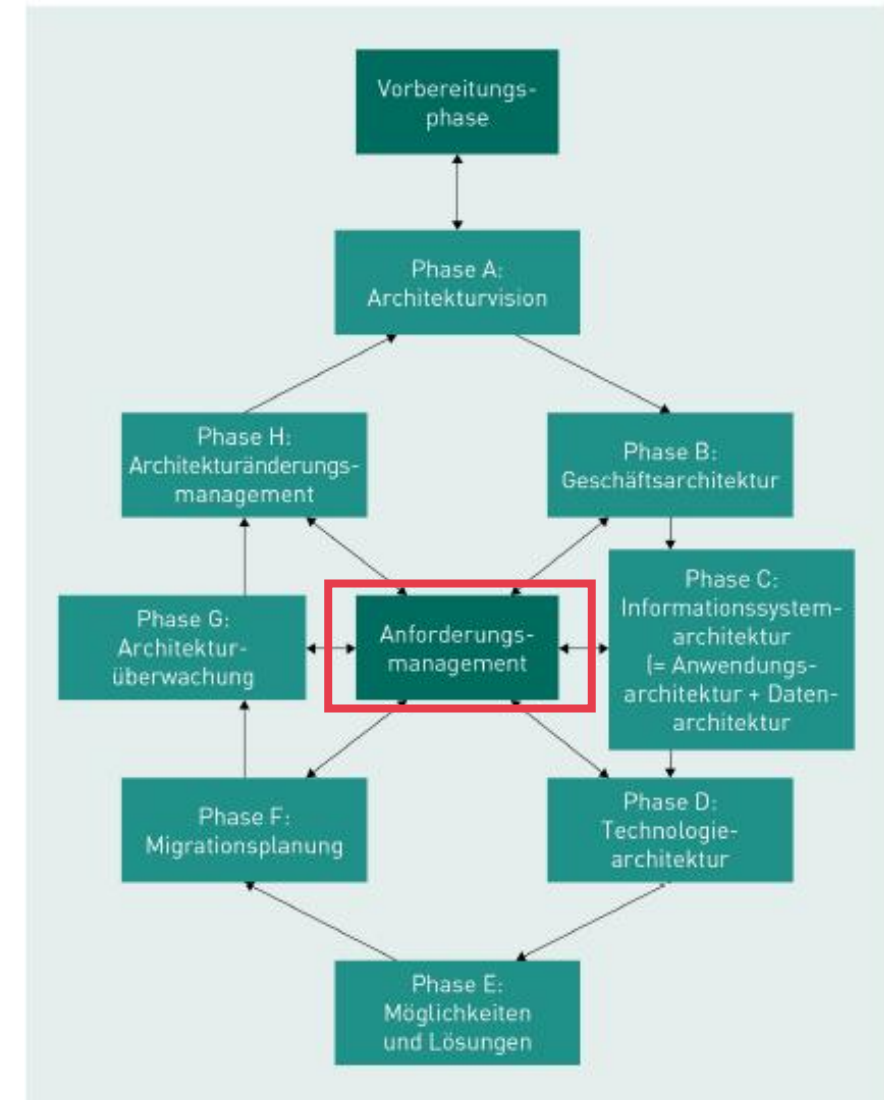 Vorbereitungs-
phase
Phase A:
Architekturvision
Phase H:
Architekturänderungs-
management
Phase B:
Geschäftsarchitektur
Phase G:
Architektur-
überwachung
Anforderungs-
management
Phase C:
Informationssystem-
architektur
(= Anwendungs-
architektur + Daten-
architektur
Phase F:
Migrationsplanung
Phase D:
Technologie-
architektur
Phase E:
Möglichkeiten
und Lösungen